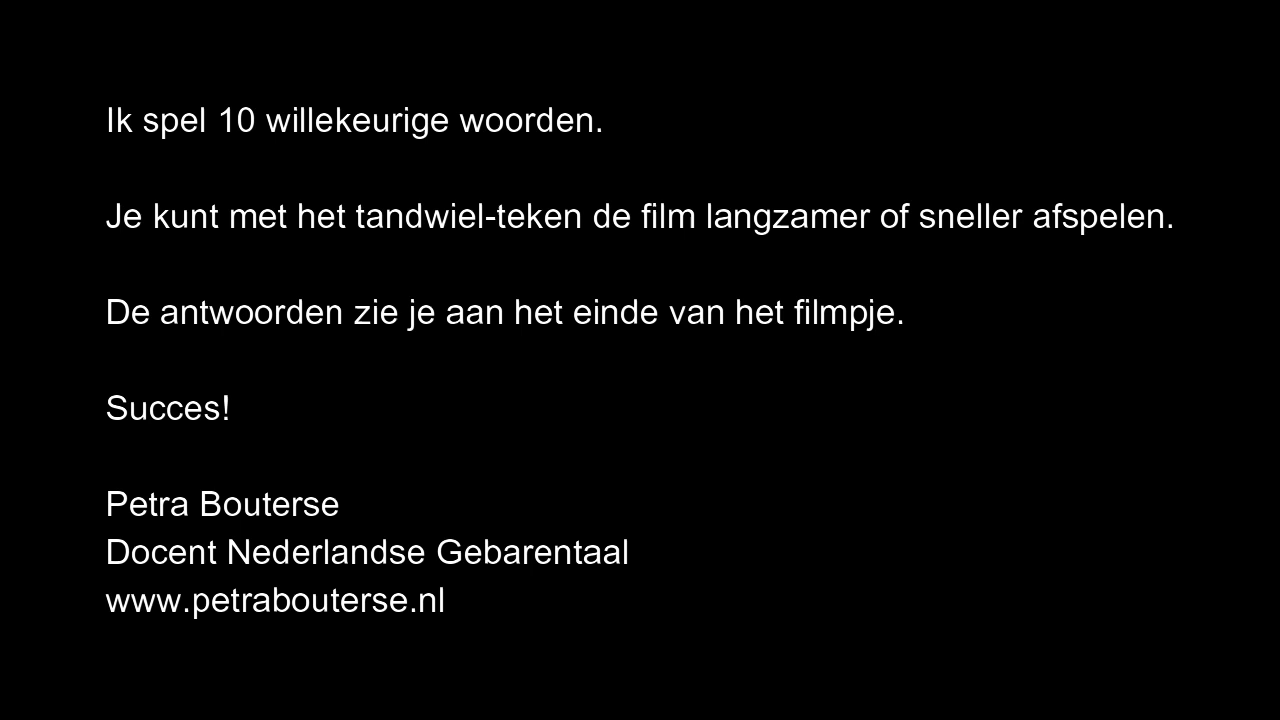 Ik spel 10 willekeurige woorden.
Je kunt met het tandwiel-teken de film langzamer of sneller afspelen.
De antwoorden zie je aan het einde van het filmpje.
Succes!
Petra Bouterse
Docent Nederlandse Gebarentaal
www.petrabouterse.nl